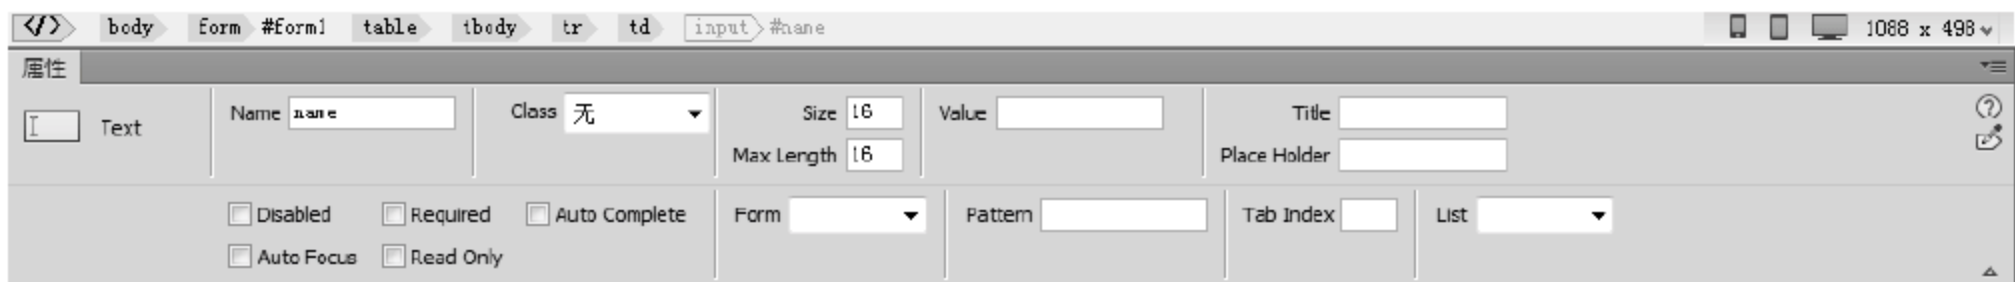 </> body form #form1 table tbody tr td input #name 1088 x 498
属性
Text Name name Class 无 Size 16 Value Title
Max Length 16 Place Holder
Disabled Required Auto Complete Form Pattern Tab Index List
Auto Focus Read Only